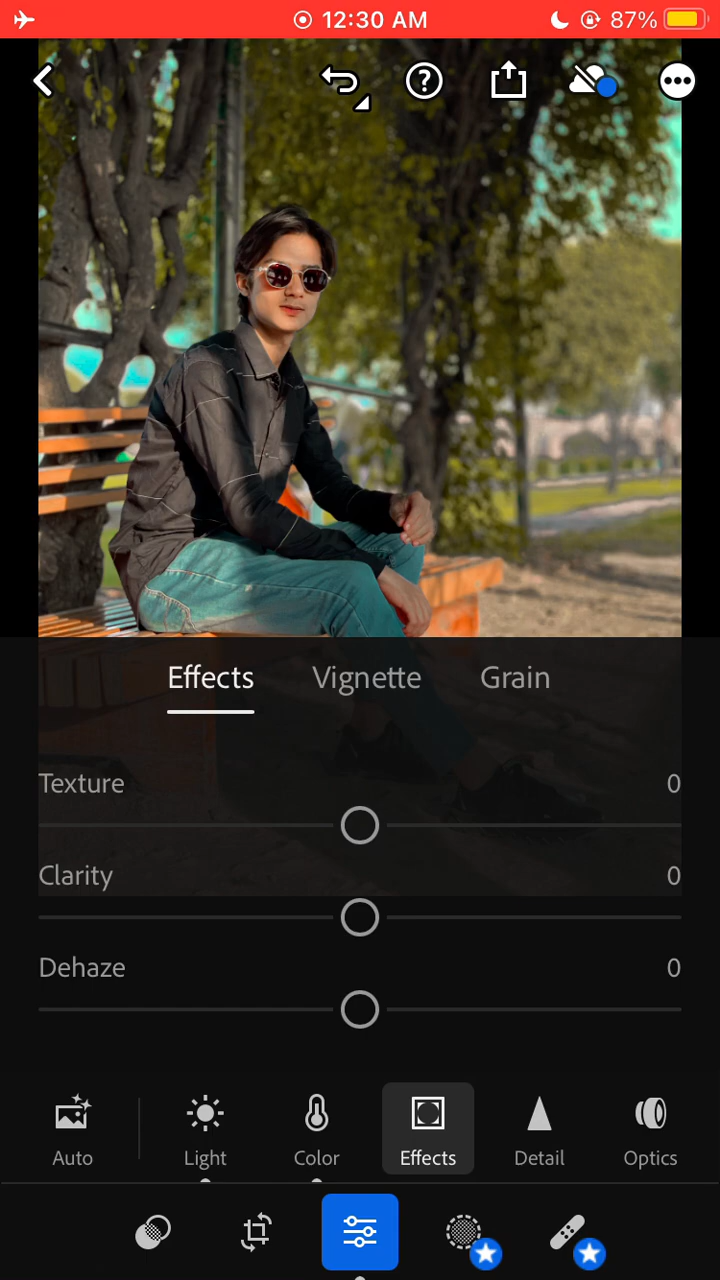 12:30 AM 87%
Effects Vignette Grain
Texture 0
Clarity 0
Dehaze 0
Auto Light Color Effects Detail Optics